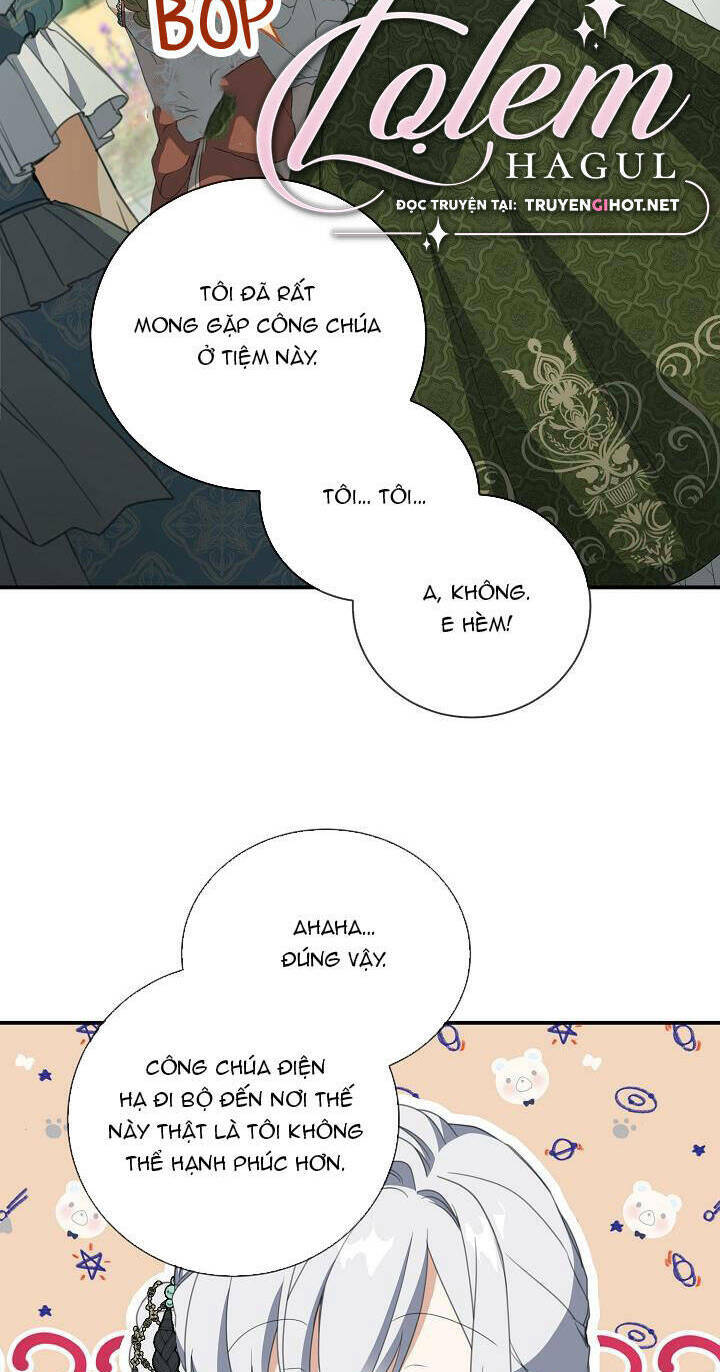 BÓP
Lọlem
HAGUL
ĐỌC TRUYỆN TẠI: TRUYENGIHOT.NET
TÔI ĐÃ RẤT
MONG GẶP CÔNG CHÚA
Ở TIỆM NÀY.
TÔI... TÔI...
A, KHÔNG.
E HÈM!
AHAHA...
ĐÚNG VẬY.
CÔNG CHÚA ĐIỆN
HẠ ĐI BỘ ĐẾN NƠI THẾ
NÀY THẬT LÀ TÔI KHÔNG
THỂ HẠNH PHÚC HƠN.